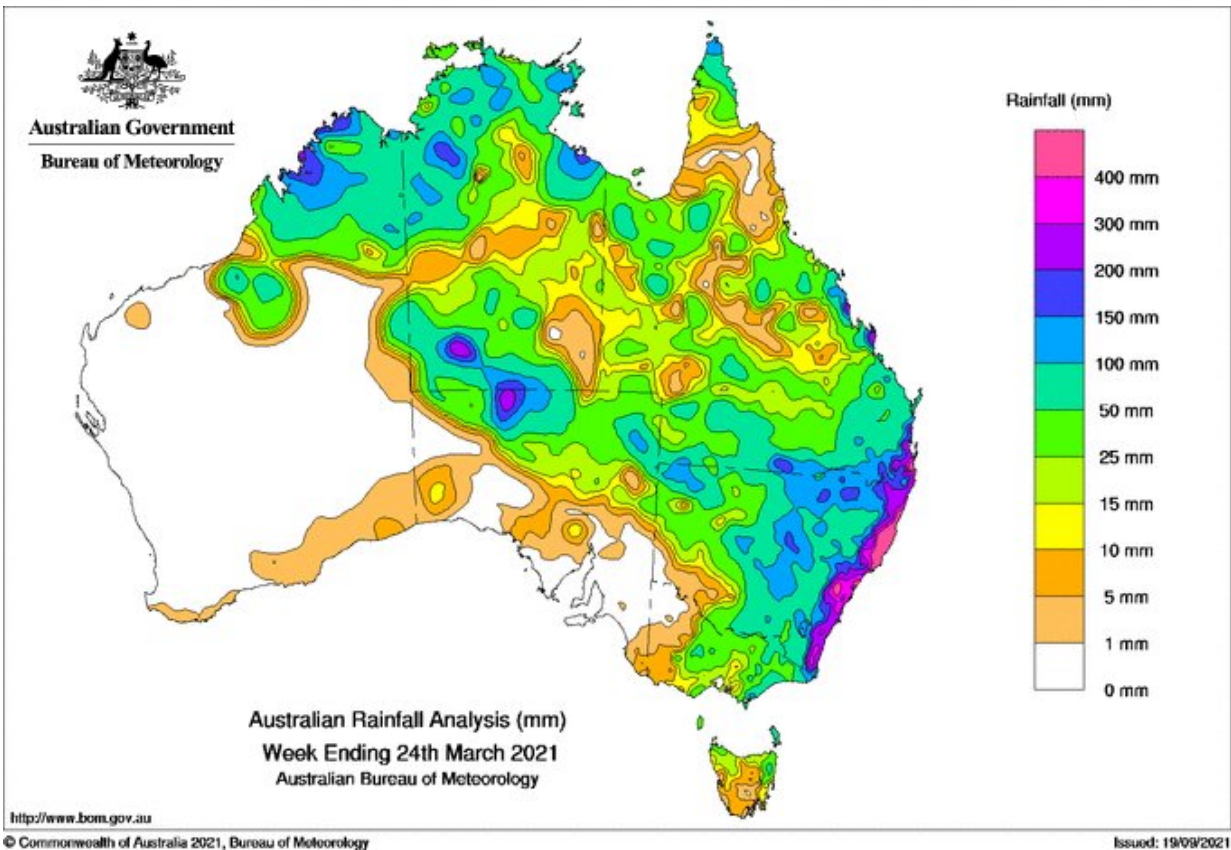 Australian Government
Bureau of Meteorology
Rainfall (mm)
400 mm
300 mm
200 mm
150 mm
100 mm
50 mm
25 mm
15 mm
10 mm
5 mm
1 mm
0 mm
Australian Rainfall Analysis (mm)
Week Ending 24th March 2021
Australian Bureau of Meteorology
http://www.bom.gov.au
© Commonwealth of Australia 2021, Bureau of Meteorology
Issued: 19/09/2021